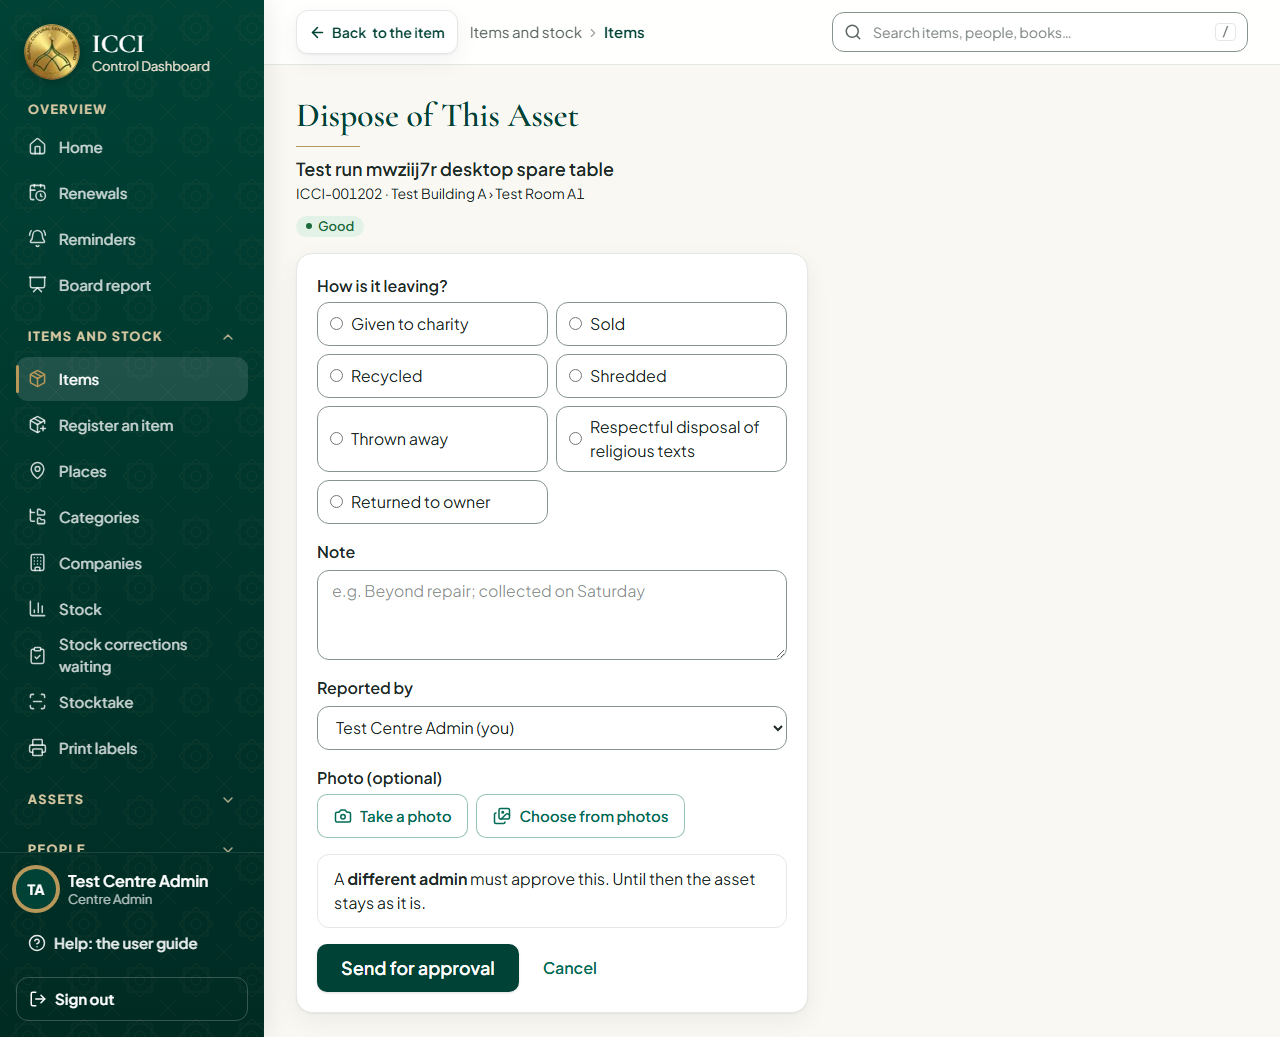 ICCI
Control Dashboard
OVERVIEW
Home
Renewals
Reminders
Board report
ITEMS AND STOCK
Items
Register an item
Places
Categories
Companies
Stock
Stock corrections
waiting
Stocktake
Print labels
ASSETS
PEOPLE
TA
Test Centre Admin
Centre Admin
Help: the user guide
Sign out
Back to the item
Items and stock › Items
Search items, people, books...
/
Dispose of This Asset
Test run mwziij7r desktop spare table
ICCI-001202 · Test Building A › Test Room A1
Good
How is it leaving?
Given to charity
Sold
Recycled
Shredded
Thrown away
Respectful disposal of
religious texts
Returned to owner
Note
e.g. Beyond repair; collected on Saturday
Reported by
Test Centre Admin (you)
Photo (optional)
Take a photo
Choose from photos
A different admin must approve this. Until then the asset
stays as it is.
Send for approval
Cancel